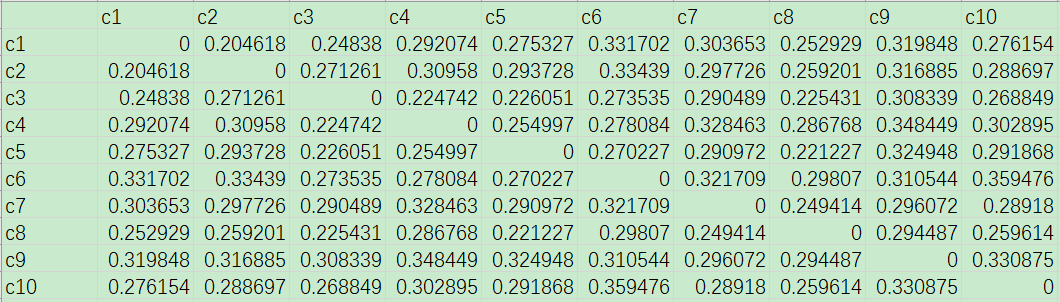 c1 c2 c3 c4 c5 c6 c7 c8 c9 c10
c1 0 0.204618 0.24838 0.292074 0.275327 0.331702 0.303653 0.252929 0.319848 0.276154
c2 0.204618 0 0.271261 0.30958 0.293728 0.33439 0.297726 0.259201 0.316885 0.288697
c3 0.24838 0.271261 0 0.224742 0.226051 0.273535 0.290489 0.225431 0.308339 0.268849
c4 0.292074 0.30958 0.224742 0 0.254997 0.278084 0.328463 0.286768 0.348449 0.302895
c5 0.275327 0.293728 0.226051 0.254997 0 0.270227 0.290972 0.221227 0.324948 0.291868
c6 0.331702 0.33439 0.273535 0.278084 0.270227 0 0.321709 0.29807 0.310544 0.359476
c7 0.303653 0.297726 0.290489 0.328463 0.290972 0.321709 0 0.249414 0.296072 0.28918
c8 0.252929 0.259201 0.225431 0.286768 0.221227 0.29807 0.249414 0 0.294487 0.259614
c9 0.319848 0.316885 0.308339 0.348449 0.324948 0.310544 0.296072 0.294487 0 0.330875
c10 0.276154 0.288697 0.268849 0.302895 0.291868 0.359476 0.28918 0.259614 0.330875 0